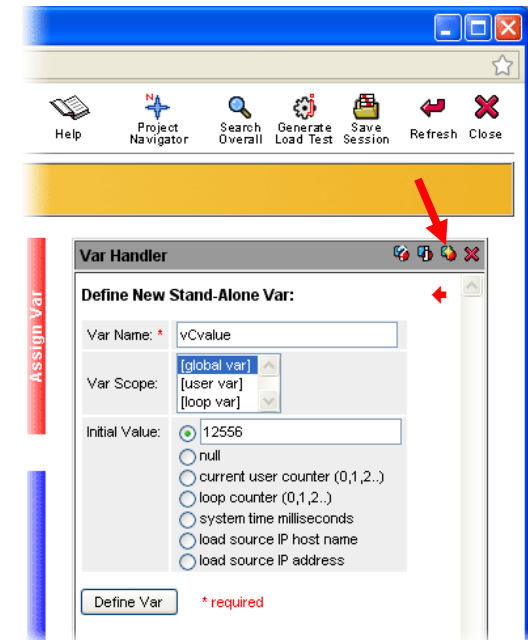 Help
Project
Navigator
Search
Overall
Generate
Load Test
Save
Session
Refresh
Close
Assign Var
Var Handler
Define New Stand-Alone Var:
Var Name: * vCvalue
Var Scope:
[global var]
[user var]
[loop var]
Initial Value: 12556
null
current user counter (0,1,2..)
loop counter (0,1,2..)
system time milliseconds
load source IP host name
load source IP address
Define Var * required